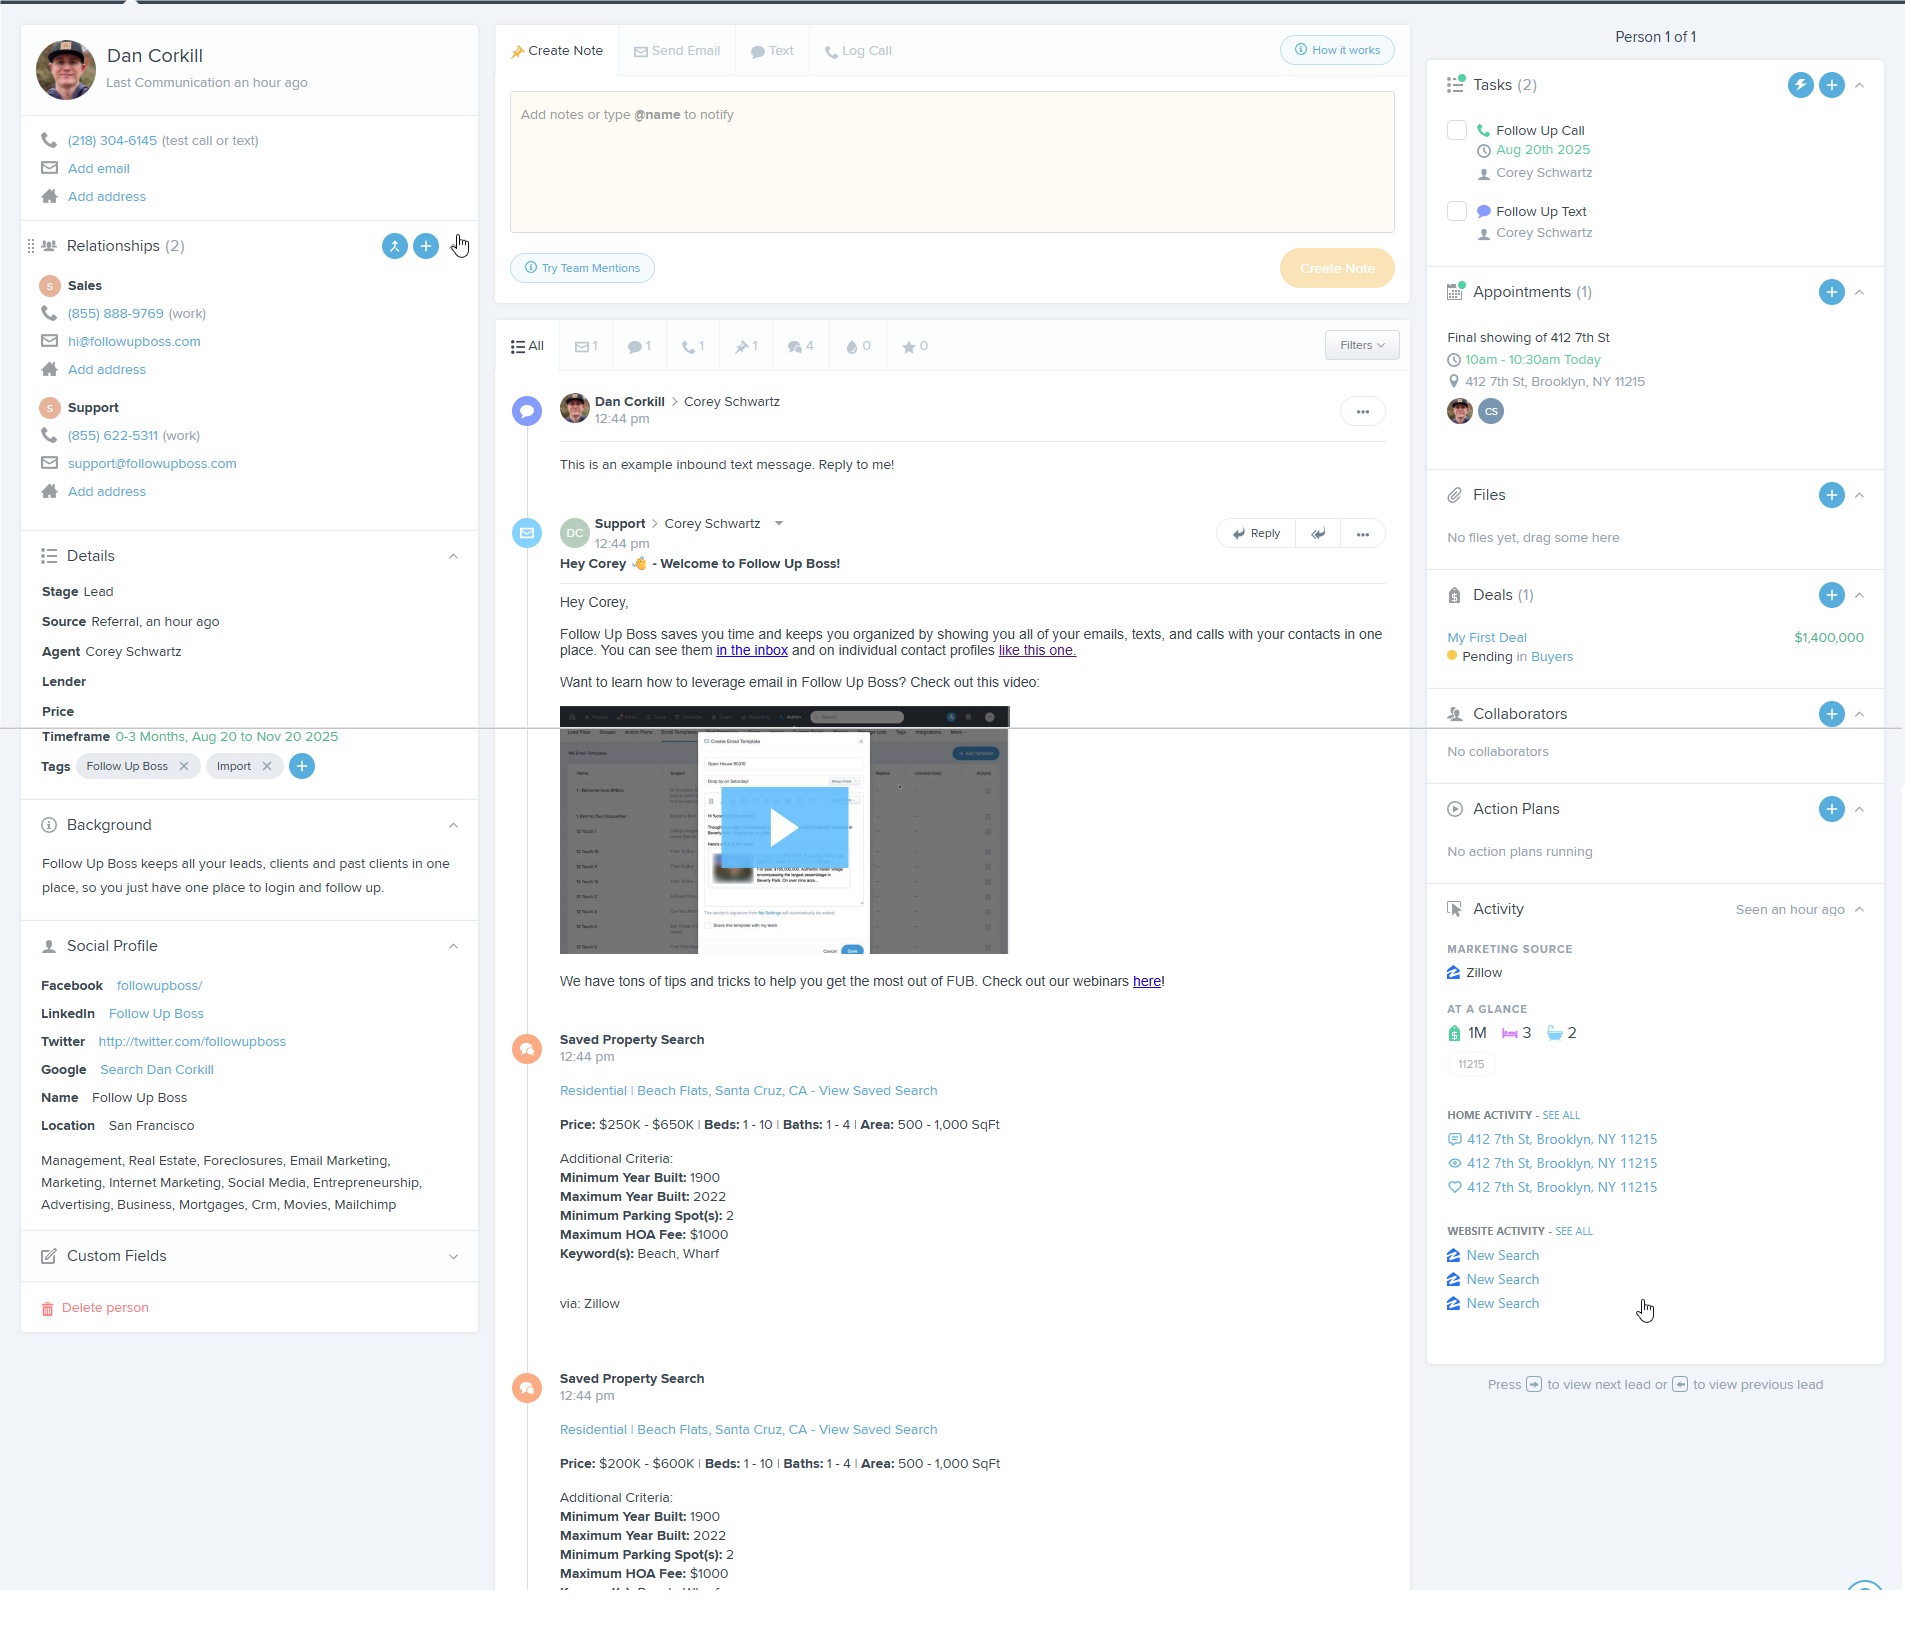 Dan Corkill
Last Communication an hour ago
(218) 304-6145 (test call or text)
Add email
Add address
Relationships (2)
S Sales
(855) 888-9769 (work)
hi@followupboss.com
Add address
S Support
(855) 622-5311 (work)
support@followupboss.com
Add address
Details
Stage Lead
Source Referral, an hour ago
Agent Corey Schwartz
Lender
Price
Timeframe 0-3 Months, Aug 20 to Nov 20 2025
Tags Follow Up Boss Import
Background
Follow Up Boss keeps all your leads, clients and past clients in one
place, so you just have one place to login and follow up.
Social Profile
Facebook followupboss/
LinkedIn Follow Up Boss
Twitter http://twitter.com/followupboss
Google Search Dan Corkill
Name Follow Up Boss
Location San Francisco
Management, Real Estate, Foreclosures, Email Marketing,
Marketing, Internet Marketing, Social Media, Entrepreneurship,
Advertising, Business, Mortgages, Crm, Movies, Mailchimp
Custom Fields
Delete person
Create Note Send Email Text Log Call How it works
Add notes or type @name to notify
Try Team Mentions Create Note
All 1 1 1 1 4 0 0 Filters
Dan Corkill > Corey Schwartz
12:44 pm
This is an example inbound text message. Reply to me!
DC Support > Corey Schwartz Reply
12:44 pm
Hey Corey 👋 - Welcome to Follow Up Boss!
Hey Corey,
Follow Up Boss saves you time and keeps you organized by showing you all of your emails, texts, and calls with your contacts in one
place. You can see them in the inbox and on individual contact profiles like this one.
Want to learn how to leverage email in Follow Up Boss? Check out this video:
Create Email Template
Open House 90210
Drop by on Saturday!
Share this template with my team
Cancel Save
We have tons of tips and tricks to help you get the most out of FUB. Check out our webinars here!
Saved Property Search
12:44 pm
Residential | Beach Flats, Santa Cruz, CA - View Saved Search
Price: $250K - $650K | Beds: 1 - 10 | Baths: 1 - 4 | Area: 500 - 1,000 SqFt
Additional Criteria:
Minimum Year Built: 1900
Maximum Year Built: 2022
Minimum Parking Spot(s): 2
Maximum HOA Fee: $1000
Keyword(s): Beach, Wharf
via: Zillow
Saved Property Search
12:44 pm
Residential | Beach Flats, Santa Cruz, CA - View Saved Search
Price: $200K - $600K | Beds: 1 - 10 | Baths: 1 - 4 | Area: 500 - 1,000 SqFt
Additional Criteria:
Minimum Year Built: 1900
Maximum Year Built: 2022
Minimum Parking Spot(s): 2
Maximum HOA Fee: $1000
Person 1 of 1
Tasks (2)
Follow Up Call
Aug 20th 2025
Corey Schwartz
Follow Up Text
Corey Schwartz
Appointments (1)
Final showing of 412 7th St
10am - 10:30am Today
412 7th St, Brooklyn, NY 11215
CS
Files
No files yet, drag some here
Deals (1)
My First Deal $1,400,000
Pending in Buyers
Collaborators
No collaborators
Action Plans
No action plans running
Activity Seen an hour ago
MARKETING SOURCE
Zillow
AT A GLANCE
1M 3 2
11215
HOME ACTIVITY - SEE ALL
412 7th St, Brooklyn, NY 11215
412 7th St, Brooklyn, NY 11215
412 7th St, Brooklyn, NY 11215
WEBSITE ACTIVITY - SEE ALL
New Search
New Search
New Search
Press → to view next lead or ← to view previous lead